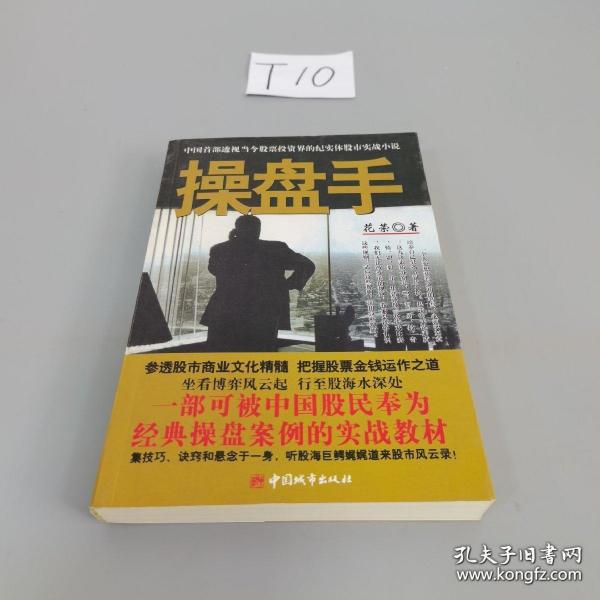 T10
中国首部透视当今股票投资界的纪实体股市实战小说
操盘手
花荣◎著
参透股市商业文化精髓 把握股票金钱运作之道
坐看博弈风云起 行至股海水深处
一部可被中国股民奉为
经典操盘案例的实战教材
集技巧、诀窍和悬念于一身,听股海巨鳄娓娓道来股市风云录!
中国城市出版社
孔夫子旧书网
www.kongfz.com